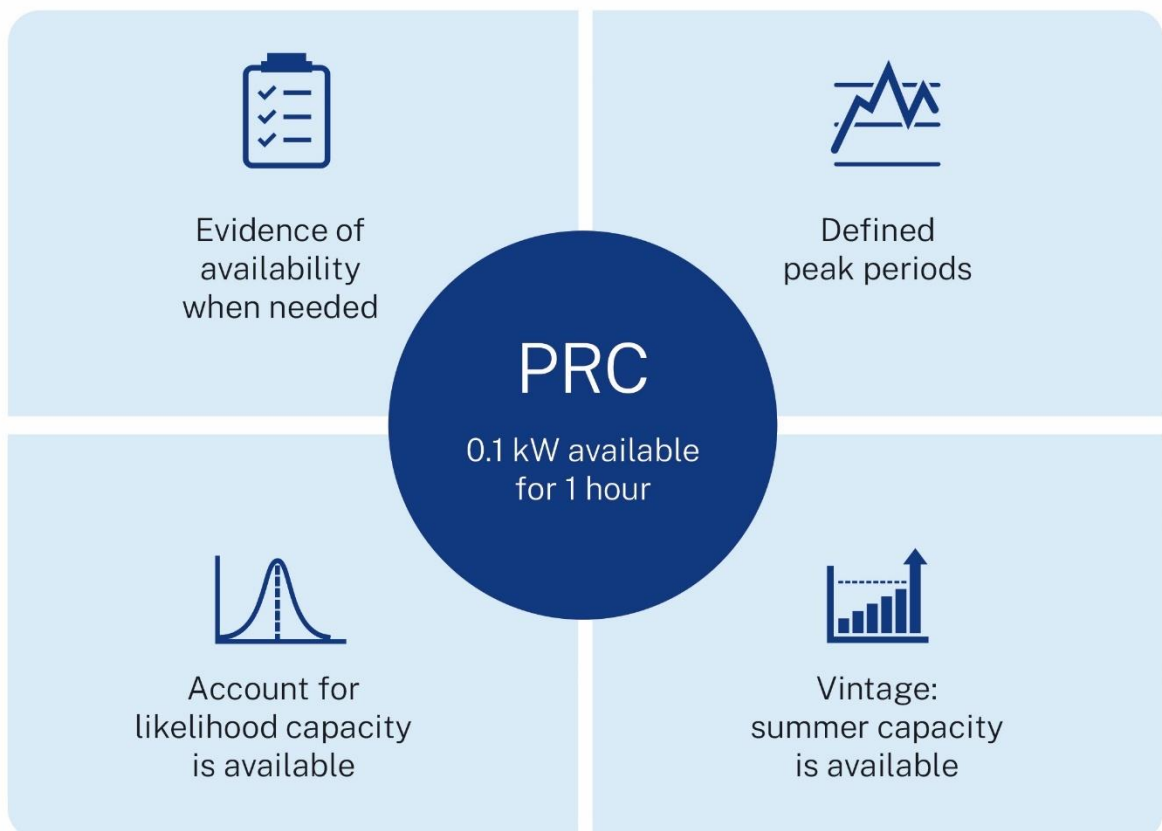 Evidence of
availability
when needed
Defined
peak periods
PRC
0.1 kW available
for 1 hour
Account for
likelihood capacity
is available
Vintage:
summer capacity
is available